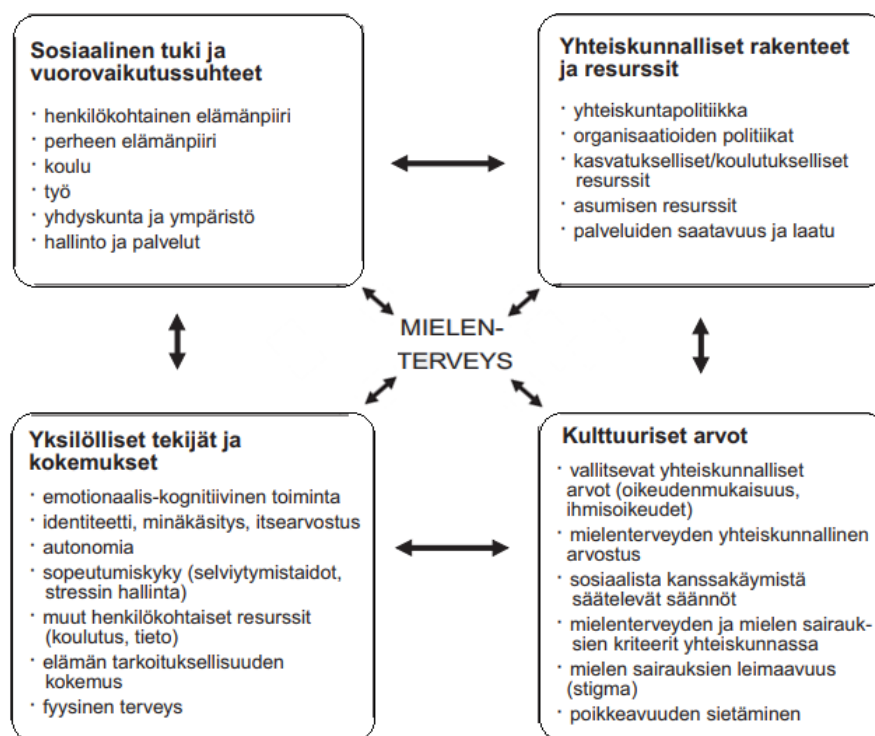 Sosiaalinen tuki ja
vuorovaikutussuhteet
· henkilökohtainen elämänpiiri
· perheen elämänpiiri
· koulu
· työ
· yhdyskunta ja ympäristö
· hallinto ja palvelut
Yhteiskunnalliset rakenteet
ja resurssit
· yhteiskuntapolitiikka
· organisaatioiden politiikat
· kasvatukselliset/koulutukselliset
resurssit
· asumisen resurssit
· palveluiden saatavuus ja laatu
MIELEN-
TERVEYS
Yksilölliset tekijät ja
kokemukset
· emotionaalis-kognitiivinen toiminta
· identiteetti, minäkäsitys, itsearvostus
· autonomia
· sopeutumiskyky (selviytymistaidot,
stressin hallinta)
· muut henkilökohtaiset resurssit
(koulutus, tieto)
· elämän tarkoituksellisuuden
kokemus
· fyysinen terveys
Kulttuuriset arvot
· vallitsevat yhteiskunnalliset
arvot (oikeudenmukaisuus,
ihmisoikeudet)
· mielenterveyden yhteiskunnallinen
arvostus
· sosiaalista kanssakäymistä
säätelevät säännöt
· mielenterveyden ja mielen sairauk-
sien kriteerit yhteiskunnassa
· mielen sairauksien leimaavuus
(stigma)
· poikkeavuuden sietäminen